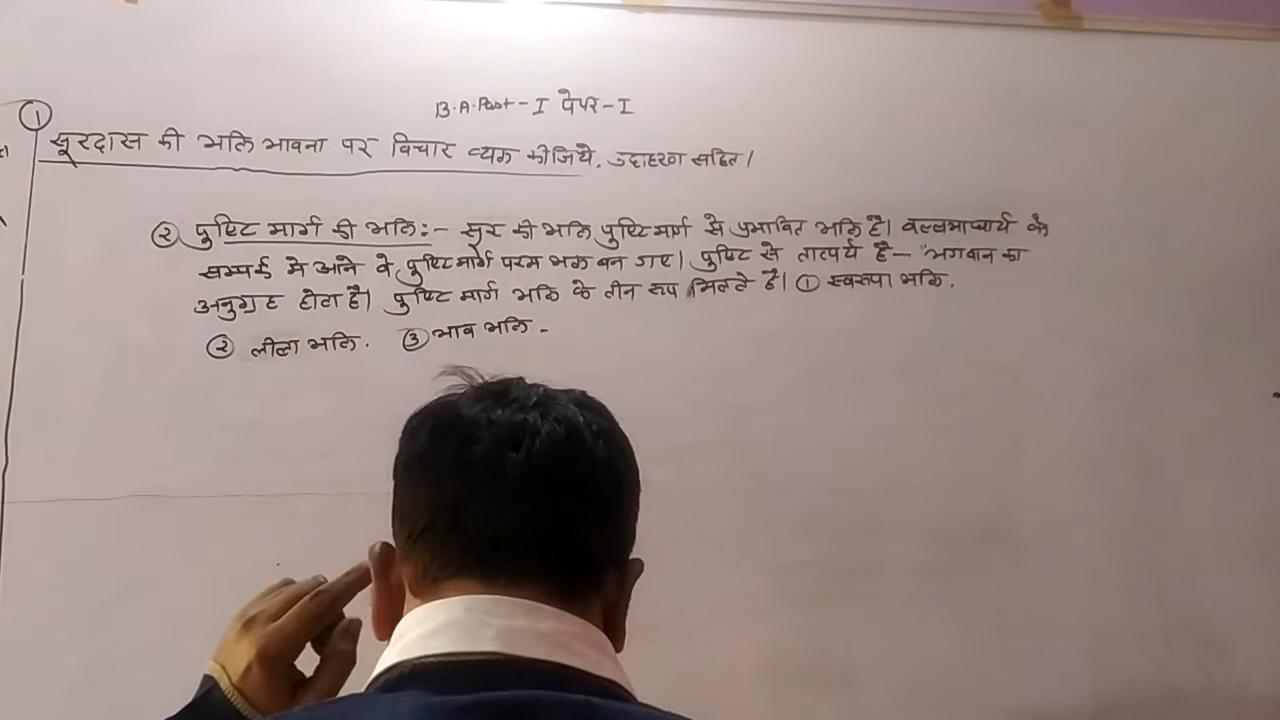 B.A. Part - I पेपर - I
① सूरदास की भक्ति भावना पर विचार व्यक्त कीजिये, उदाहरण सहित।
② पुष्टि मार्ग की भक्ति:- सूर की भक्ति पुष्टि मार्ग से प्रभावित भक्ति है। वल्लभाचार्य के
सम्पर्क मे आने वे पुष्टि मार्ग परम भक्त बन गए। पुष्टि से तात्पर्य है— "भगवान का
अनुग्रह होता है। पुष्टि मार्ग भक्ति के तीन रूप मिलते है। ① स्वरूपा भक्ति.
② लीला भक्ति. ③ भाव भक्ति -